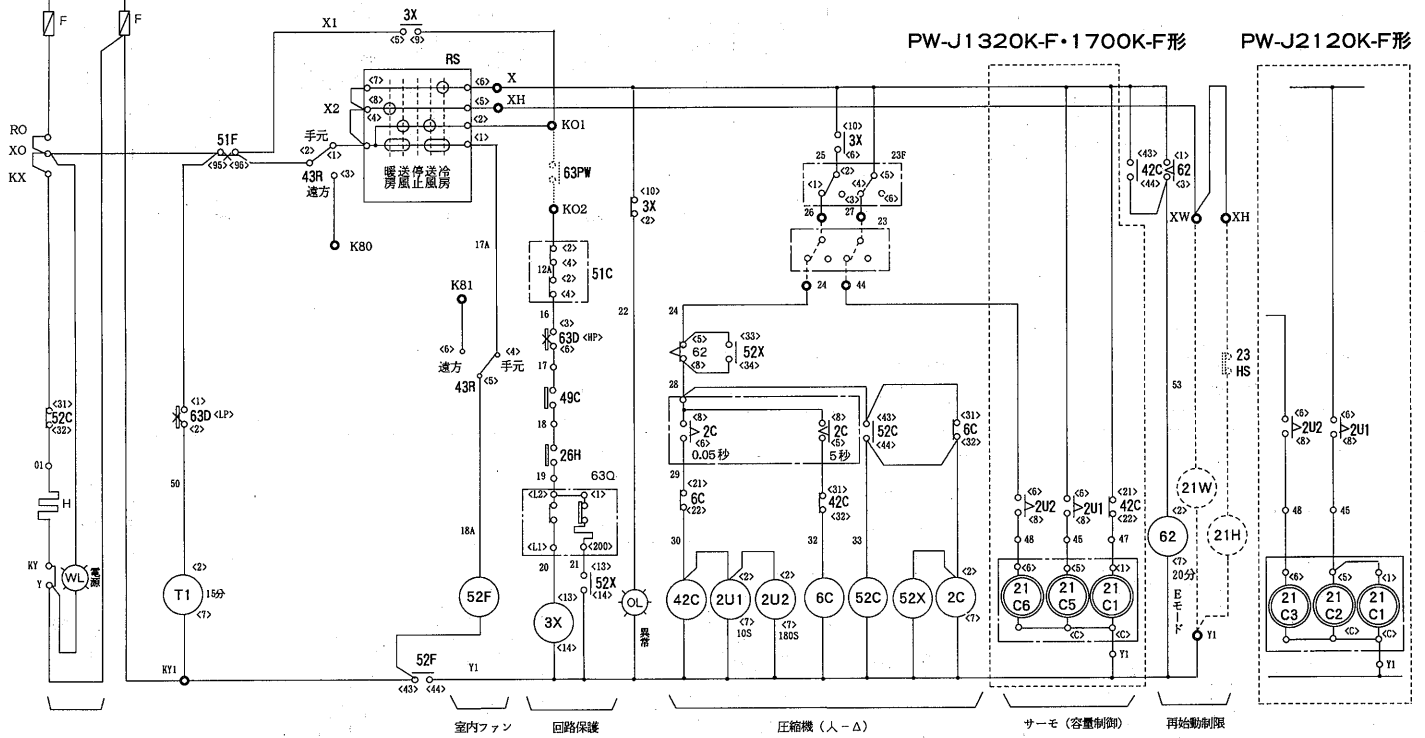 PW-J1320K-F・1700K-F形
PW-J2120K-F形
F
F
X1
3X
<5> <9>
RS
<7>
<8>
<4>
<1>
X2
<6>
<5>
<2>
<1>
X
XH
KO1
暖房
送風
停止
送風
冷房
RO
XO
KX
51F
<95> <96>
手元
<2>
43R
<3>
遠方
K80
63PW
KO2
<10>
3X
<2>
<10>
3X
<6>
25
23F
<1>
<2>
<3>
<4>
<5>
<6>
26
27
23
24
44
<43>
42C
<44>
<1>
62
<3>
XW
XH
17A
K81
<6>
遠方
43R
<4>
手元
<5>
<2>
12A
<4>
<2>
<4>
51C
16
<3>
63D <HP>
<6>
17
49C
18
26H
19
63Q
<L2>
<1>
<L1>
<200>
20
21
<13>
52X
<14>
22
24
<5>
62
<8>
<33>
52X
<34>
28
<8>
2C
<6>
0.05秒
<8>
2C
<5>
5秒
<43>
52C
<44>
<31>
6C
<32>
29
<21>
6C
<22>
<31>
42C
<32>
30
32
33
53
23
HS
<31>
52C
<32>
<1>
63D <LP>
<2>
01
H
50
18A
<6>
2U2
<8>
<6>
2U1
<8>
<21>
42C
<22>
48
45
47
<6>
2U2
<8>
<6>
2U1
<8>
48
45
21W
21H
KY
Y
WL
電源
<2>
T1
15分
<7>
52F
<13>
3X
<14>
OL
異常
42C
<2>
2U1
<7>
10S
<2>
2U2
<7>
180S
6C
52C
52X
<2>
2C
<7>
<6>
21
C6
<5>
21
C5
<1>
21
C1
<C>
<C>
Y1
<2>
62
<7>
20分
Eモード
Y1
<6>
21
C3
<5>
21
C2
<1>
21
C1
<C>
<C>
Y1
KY1
52F
<43> <44>
Y1
室内ファン
回路保護
圧縮機(人-Δ)
サーモ(容量制御)
再始動制限